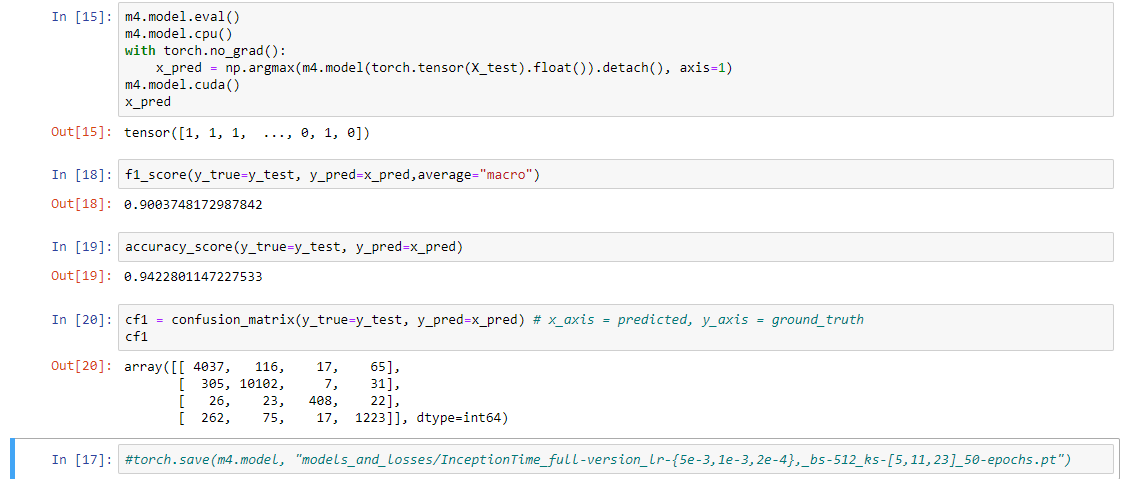 In [15]: m4.model.eval()
m4.model.cpu()
with torch.no_grad():
    x_pred = np.argmax(m4.model(torch.tensor(X_test).float()).detach(), axis=1)
m4.model.cuda()
x_pred
Out[15]: tensor([1, 1, 1,  ..., 0, 1, 0])
In [18]: f1_score(y_true=y_test, y_pred=x_pred,average="macro")
Out[18]: 0.9003748172987842
In [19]: accuracy_score(y_true=y_test, y_pred=x_pred)
Out[19]: 0.9422801147227533
In [20]: cf1 = confusion_matrix(y_true=y_test, y_pred=x_pred) # x_axis = predicted, y_axis = ground_truth
cf1
Out[20]: array([[ 4037,   116,    17,    65],
       [  305, 10102,     7,    31],
       [   26,    23,   408,    22],
       [  262,    75,    17,  1223]], dtype=int64)
In [17]: #torch.save(m4.model, "models_and_losses/InceptionTime_full-version_lr-{5e-3,1e-3,2e-4},_bs-512_ks-[5,11,23]_50-epochs.pt")